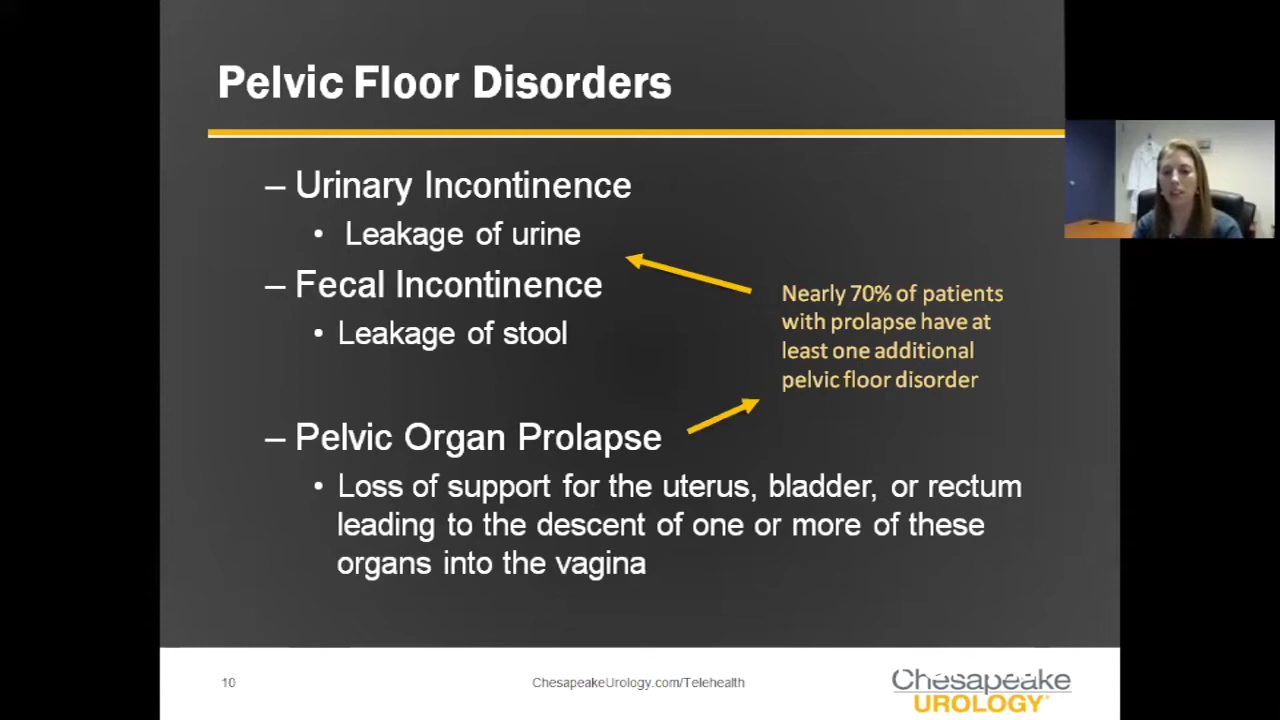 Pelvic Floor Disorders
– Urinary Incontinence
• Leakage of urine
– Fecal Incontinence
• Leakage of stool
Nearly 70% of patients
with prolapse have at
least one additional
pelvic floor disorder
– Pelvic Organ Prolapse
• Loss of support for the uterus, bladder, or rectum
leading to the descent of one or more of these
organs into the vagina
10
ChesapeakeUrology.com/Telehealth
Chesapeake
UROLOGY®